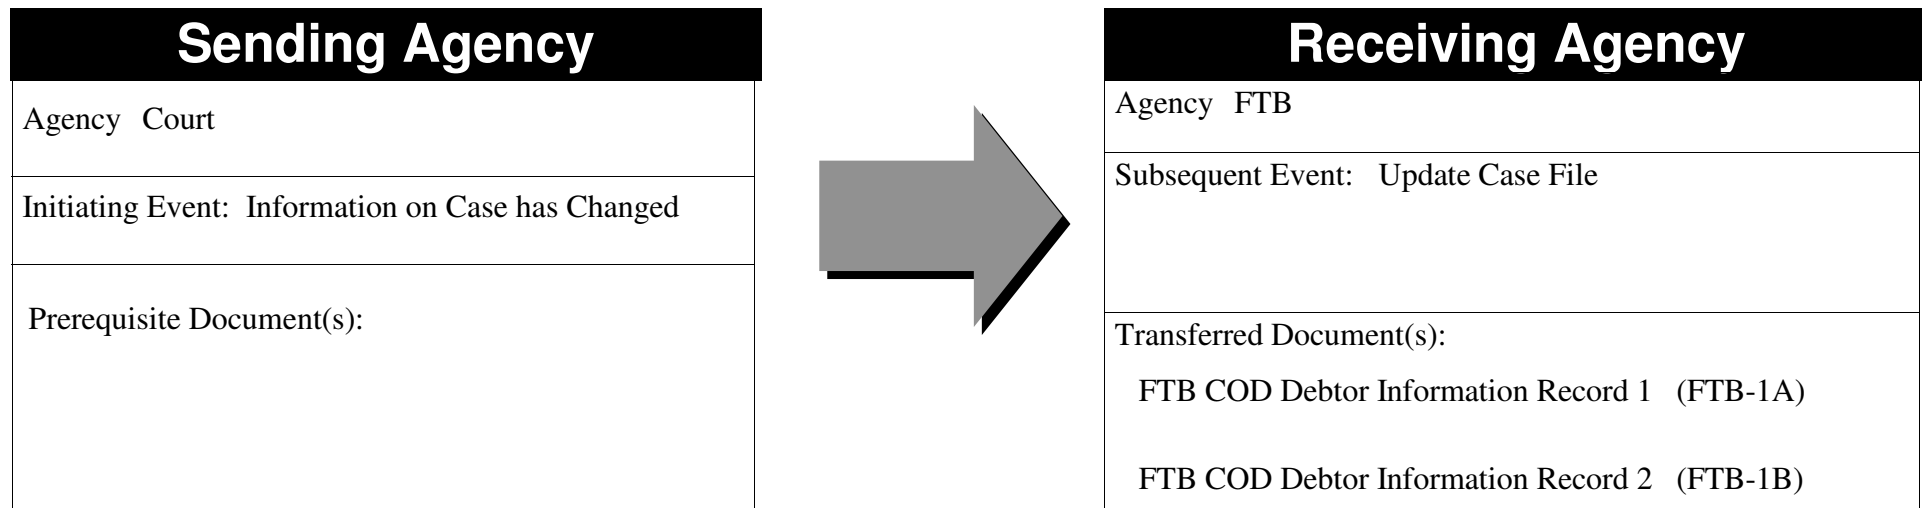 Sending Agency
Agency Court
Initiating Event: Information on Case has Changed
Prerequisite Document(s):
Receiving Agency
Agency FTB
Subsequent Event: Update Case File
Transferred Document(s):
FTB COD Debtor Information Record 1 (FTB-1A)
FTB COD Debtor Information Record 2 (FTB-1B)